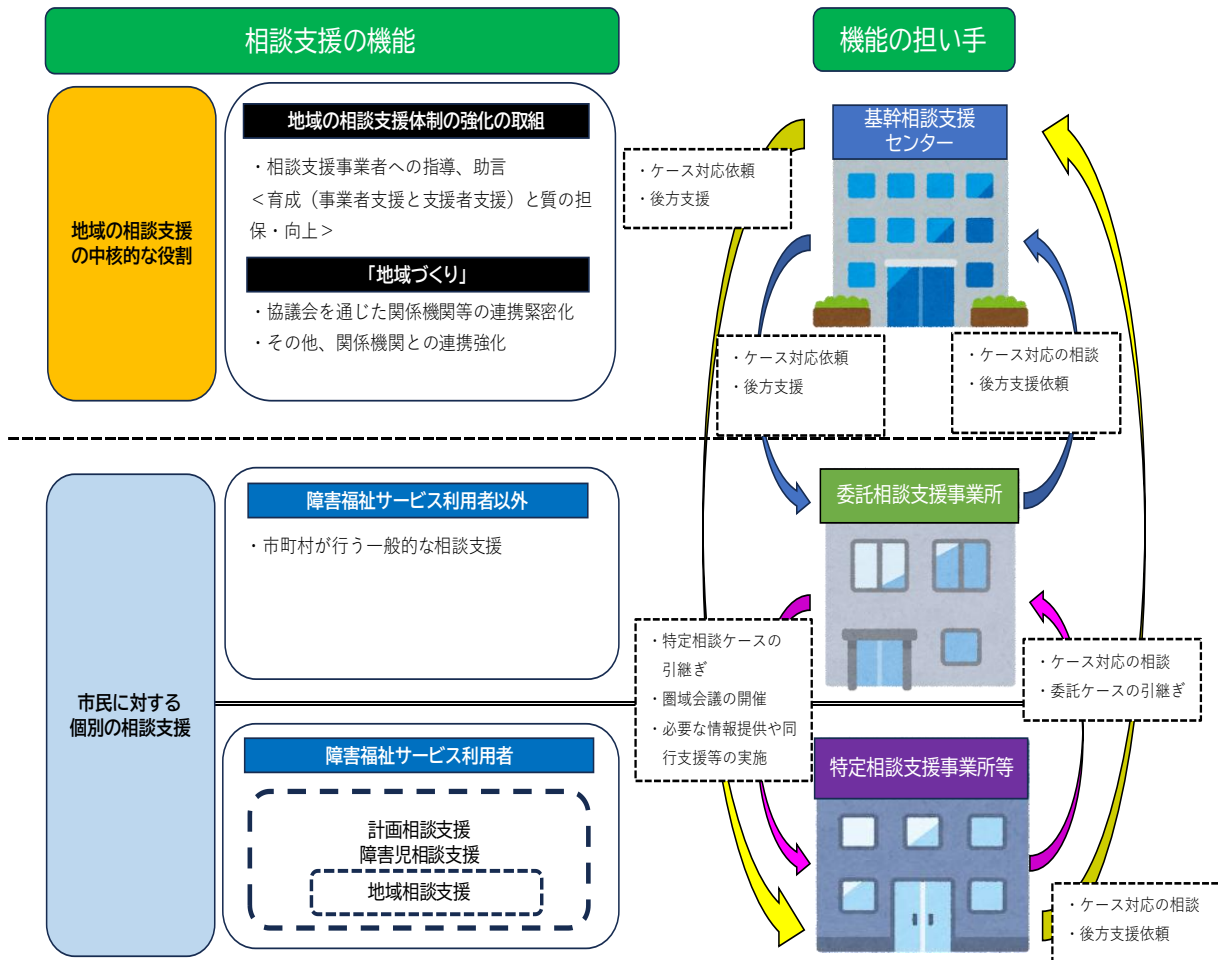 相談支援の機能
機能の担い手
地域の相談支援
の中核的な役割
地域の相談支援体制の強化の取組
・相談支援事業者への指導、助言
<育成（事業者支援と支援者支援）と質の担
保・向上>
「地域づくり」
・協議会を通じた関係機関等の連携緊密化
・その他、関係機関との連携強化
基幹相談支援
センター
・ケース対応依頼
・後方支援
・ケース対応依頼
・後方支援
・ケース対応の相談
・後方支援依頼
市民に対する
個別の相談支援
障害福祉サービス利用者以外
・市町村が行う一般的な相談支援
委託相談支援事業所
・特定相談ケースの
引継ぎ
・圏域会議の開催
・必要な情報提供や同
行支援等の実施
・ケース対応の相談
・委託ケースの引継ぎ
障害福祉サービス利用者
計画相談支援
障害児相談支援
地域相談支援
特定相談支援事業所等
・ケース対応の相談
・後方支援依頼